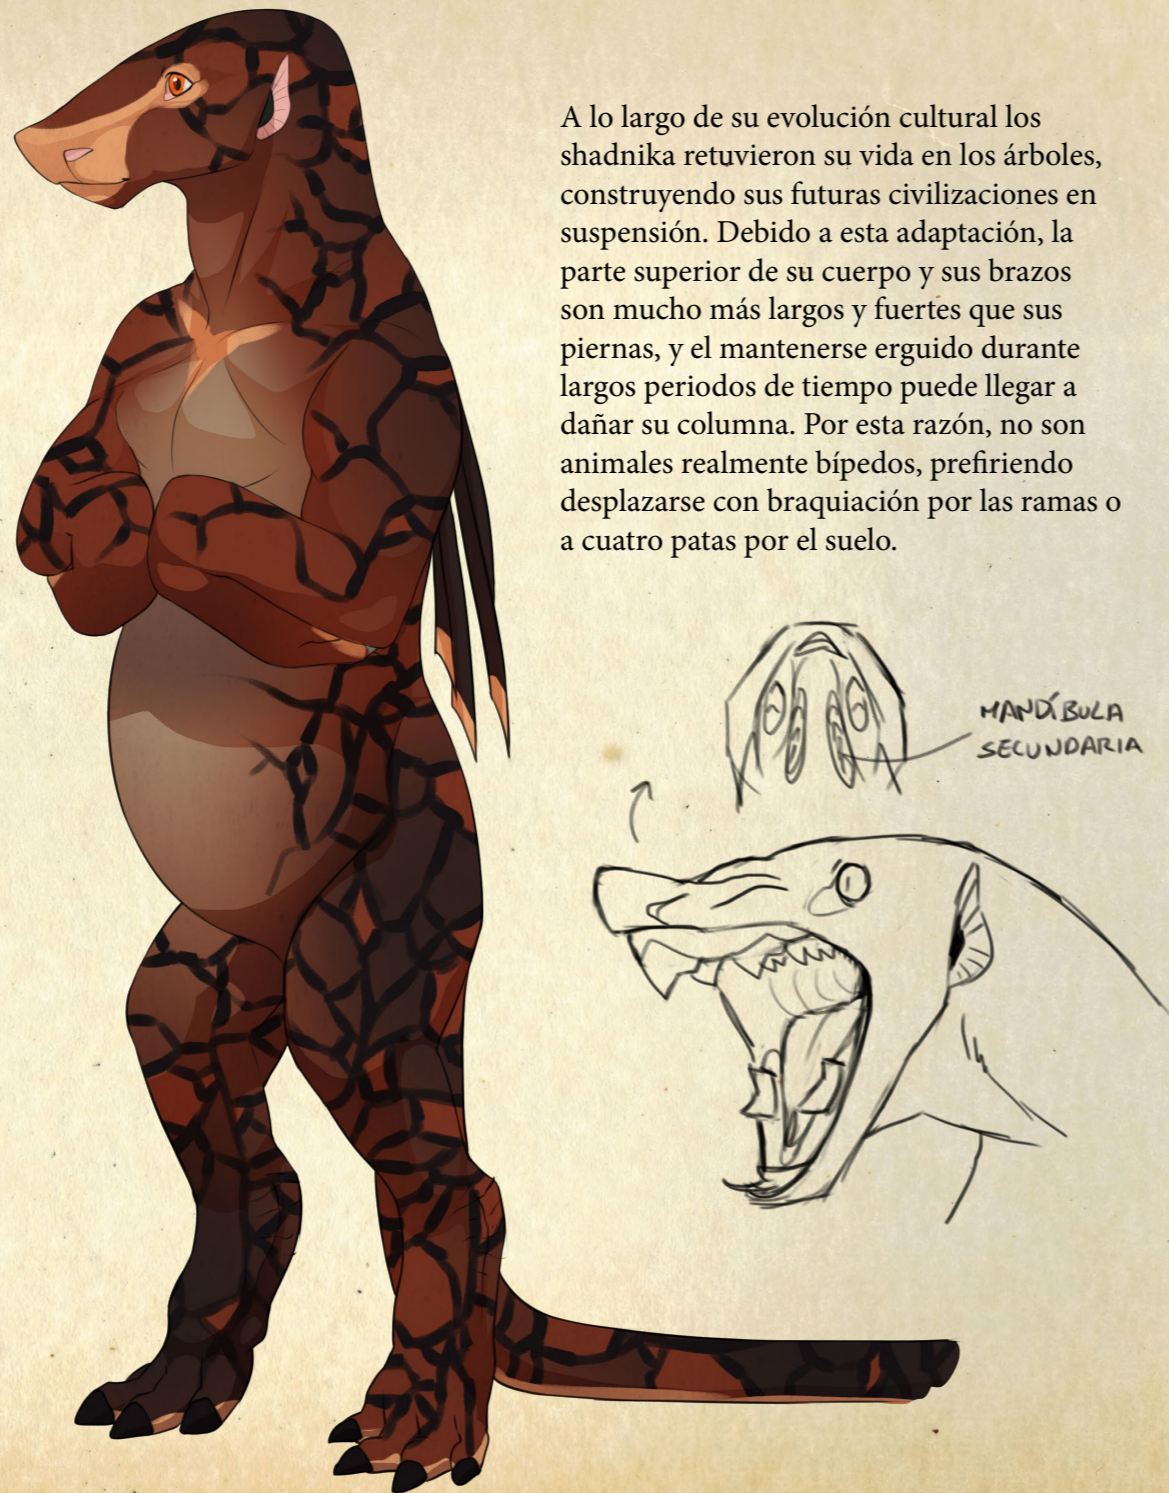 A lo largo de su evolución cultural los
shadnika retuvieron su vida en los árboles,
construyendo sus futuras civilizaciones en
suspensión. Debido a esta adaptación, la
parte superior de su cuerpo y sus brazos
son mucho más largos y fuertes que sus
piernas, y el mantenerse erguido durante
largos periodos de tiempo puede llegar a
dañar su columna. Por esta razón, no son
animales realmente bípedos, prefiriendo
desplazarse con braquiación por las ramas o
a cuatro patas por el suelo.
MANDÍBULA
SECUNDARIA